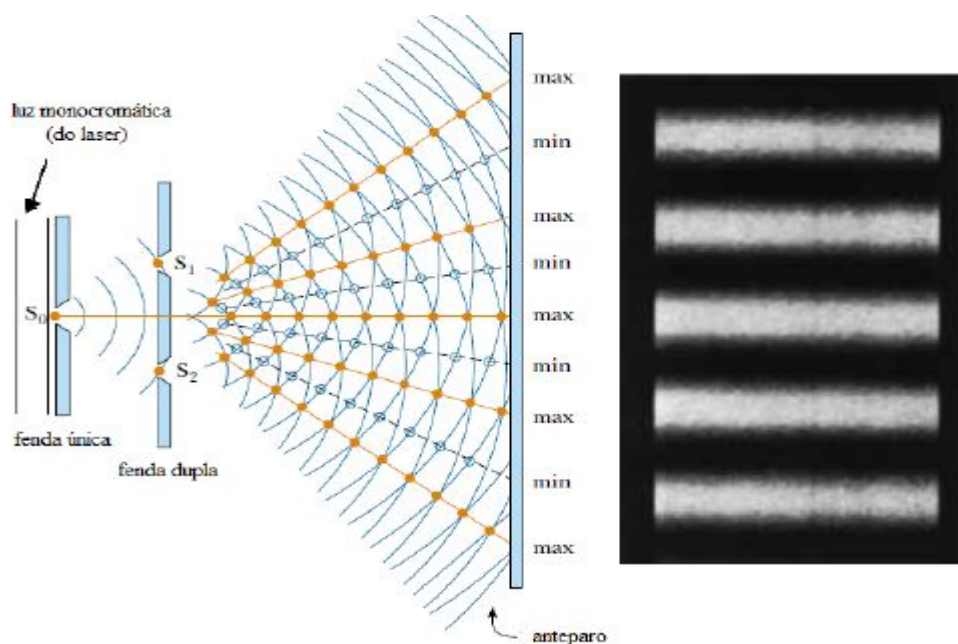 luz monocromática
(do laser)
S0
fenda única
S1
S2
fenda dupla
max
min
max
min
max
min
max
min
max
anteparo